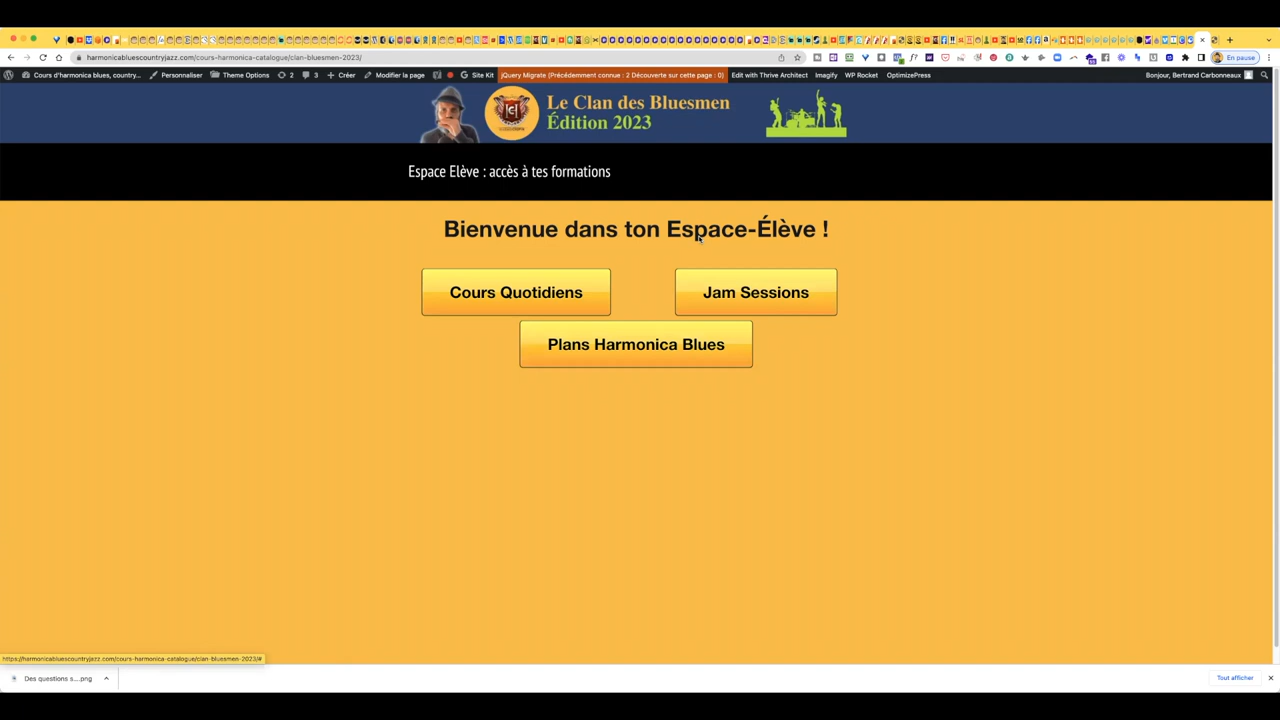 harmonicabluescountryjazz.com/cours-harmonica-catalogue/clan-bluesmen-2023/
En pause
Cours d'harmonica blues, country... Personnaliser Theme Options 2 3 Créer Modifier la page Site Kit jQuery Migrate (Précédemment connue : 2 Découverte sur cette page : 0) Edit with Thrive Architect Imagify WP Rocket OptimizePress Bonjour, Bertrand Carbonneaux
Le Clan des Bluesmen
Édition 2023
Espace Elève : accès à tes formations
Bienvenue dans ton Espace-Élève !
Cours Quotidiens
Jam Sessions
Plans Harmonica Blues
https://harmonicabluescountryjazz.com/cours-harmonica-catalogue/clan-bluesmen-2023/#
Des questions s....png
Tout afficher